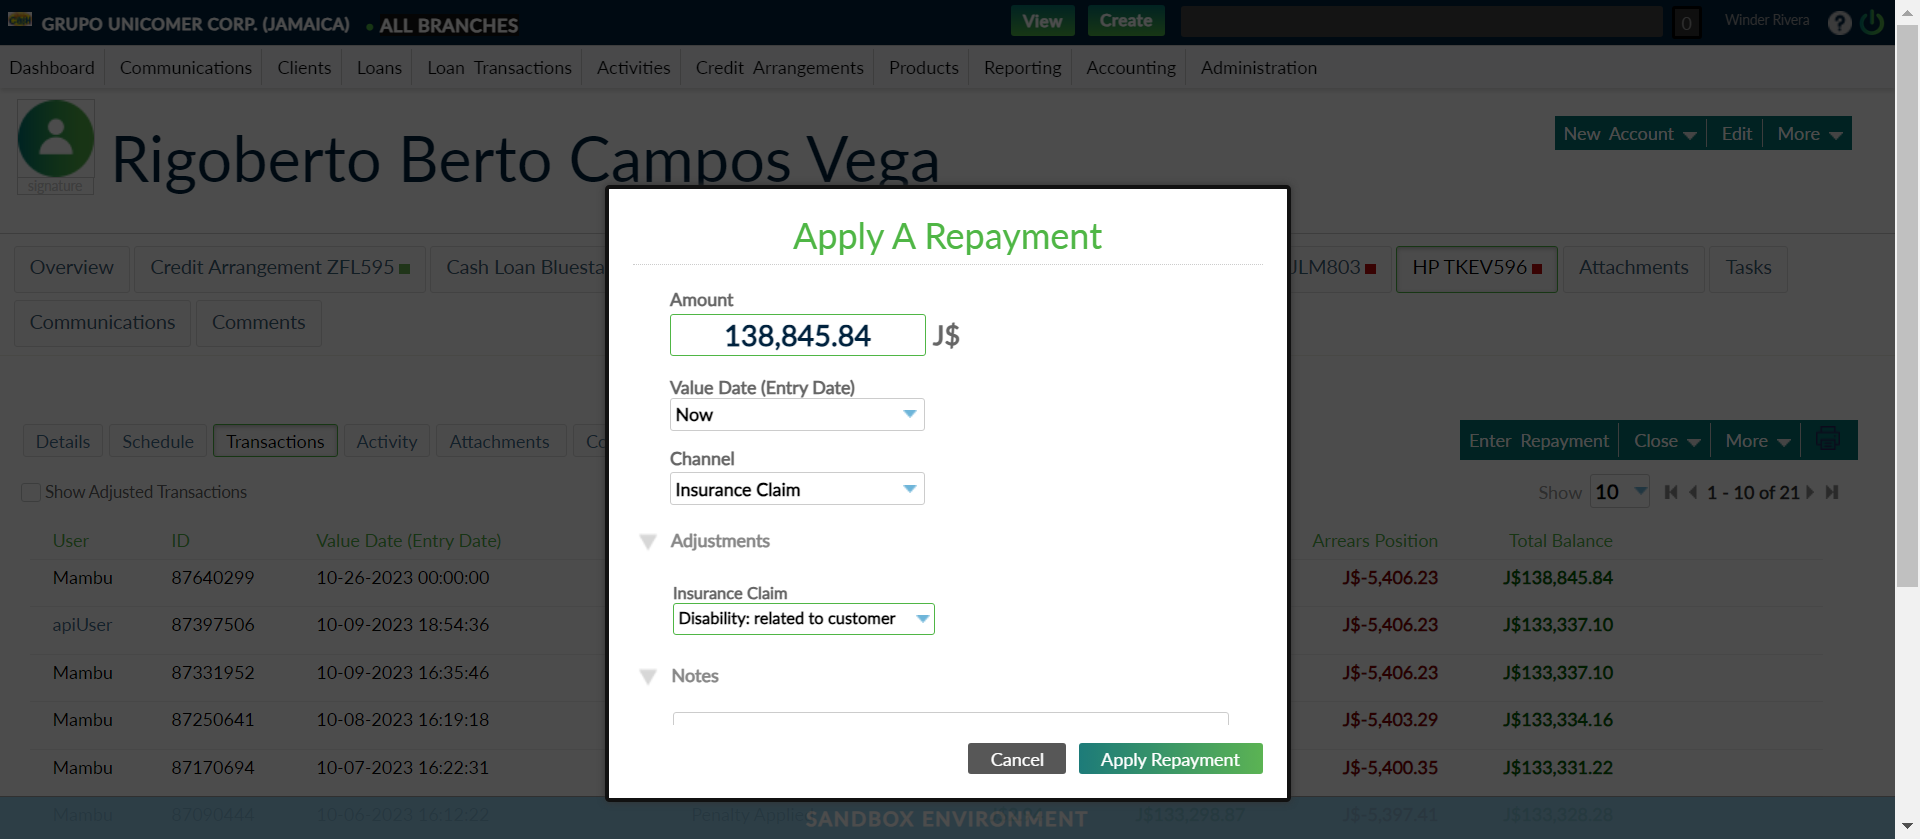 GRUPO UNICOMER CORP. (JAMAICA) ALL BRANCHES View Create 0 Winder Rivera ?
Dashboard Communications Clients Loans Loan Transactions Activities Credit Arrangements Products Reporting Accounting Administration
signature
Rigoberto Berto Campos Vega
New Account Edit More
Overview Credit Arrangement ZFL595 Cash Loan Bluesta JLM803 HP TKEV596 Attachments Tasks
Communications Comments
Apply A Repayment
Amount
138,845.84 J$
Value Date (Entry Date)
Now
Channel
Insurance Claim
Adjustments
Insurance Claim
Disability: related to customer
Notes
Cancel Apply Repayment
Details Schedule Transactions Activity Attachments Co
Enter Repayment Close More
Show Adjusted Transactions
Show 10 1 - 10 of 21
User ID Value Date (Entry Date) Arrears Position Total Balance
Mambu 87640299 10-26-2023 00:00:00 J$-5,406.23 J$138,845.84
apiUser 87397506 10-09-2023 18:54:36 J$-5,406.23 J$133,337.10
Mambu 87331952 10-09-2023 16:35:46 J$-5,406.23 J$133,337.10
Mambu 87250641 10-08-2023 16:19:18 J$-5,403.29 J$133,334.16
Mambu 87170694 10-07-2023 16:22:31 J$-5,400.35 J$133,331.22
Mambu 87090444 10-06-2023 16:12:22 Penalty Applie J$133,298.87 J$-5,397.41 J$133,328.28
SANDBOX ENVIRONMENT